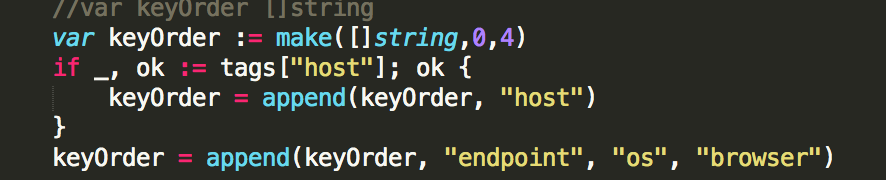 //var keyOrder []string
var keyOrder := make([]string,0,4)
if _, ok := tags["host"]; ok {
    keyOrder = append(keyOrder, "host")
}
keyOrder = append(keyOrder, "endpoint", "os", "browser")